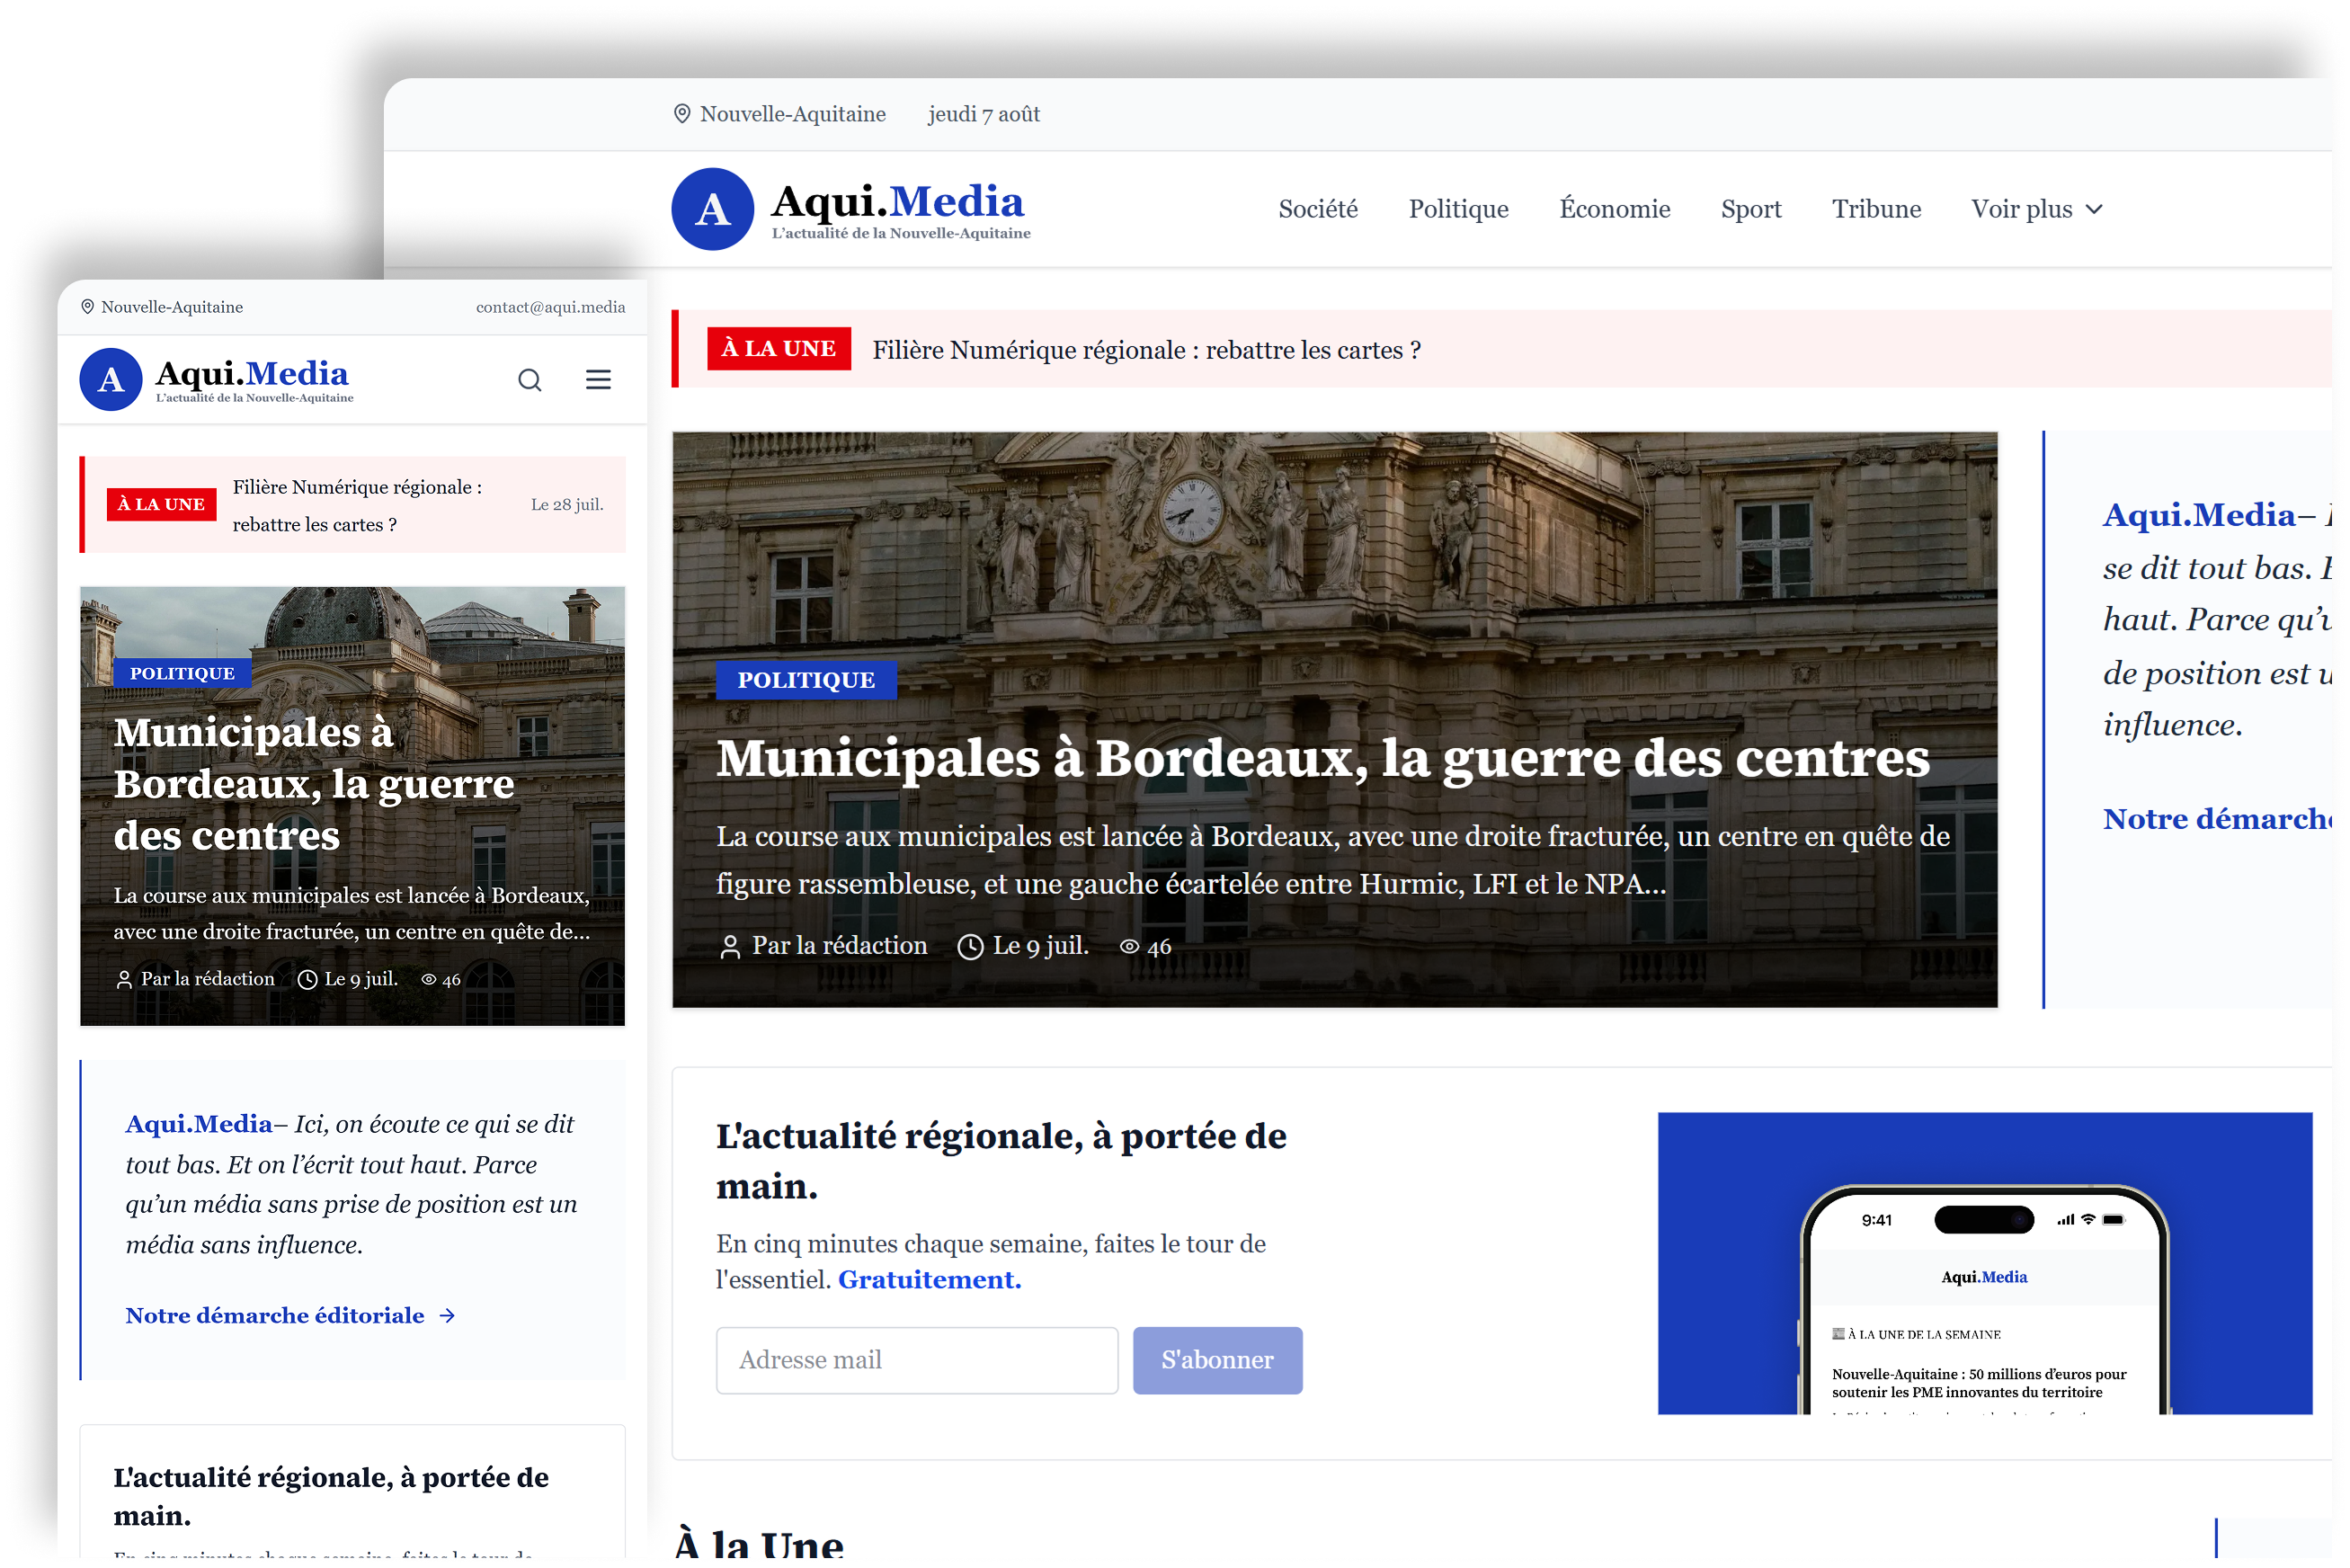 Nouvelle-Aquitaine jeudi 7 août
A Aqui.Media
L'actualité de la Nouvelle-Aquitaine
Société Politique Économie Sport Tribune Voir plus
À LA UNE Filière Numérique régionale : rebattre les cartes ?
POLITIQUE
Municipales à Bordeaux, la guerre des centres
La course aux municipales est lancée à Bordeaux, avec une droite fracturée, un centre en quête de
figure rassembleuse, et une gauche écartelée entre Hurmic, LFI et le NPA...
Par la rédaction Le 9 juil. 46
Aqui.Media–
se dit tout bas.
haut. Parce qu'u
de position est u
influence.
Notre démarche
L'actualité régionale, à portée de
main.
En cinq minutes chaque semaine, faites le tour de
l'essentiel. Gratuitement.
Adresse mail S'abonner
9:41
Aqui.Media
À LA UNE DE LA SEMAINE
Nouvelle-Aquitaine : 50 millions d'euros pour
soutenir les PME innovantes du territoire
À la Une
Nouvelle-Aquitaine contact@aqui.media
A Aqui.Media
L'actualité de la Nouvelle-Aquitaine
À LA UNE
Filière Numérique régionale :
rebattre les cartes ?
Le 28 juil.
POLITIQUE
Municipales à
Bordeaux, la guerre
des centres
La course aux municipales est lancée à Bordeaux,
avec une droite fracturée, un centre en quête de...
Par la rédaction Le 9 juil. 46
Aqui.Media– Ici, on écoute ce qui se dit
tout bas. Et on l'écrit tout haut. Parce
qu'un média sans prise de position est un
média sans influence.
Notre démarche éditoriale →
L'actualité régionale, à portée de
main.
En cinq minutes chaque semaine, faites le tour de